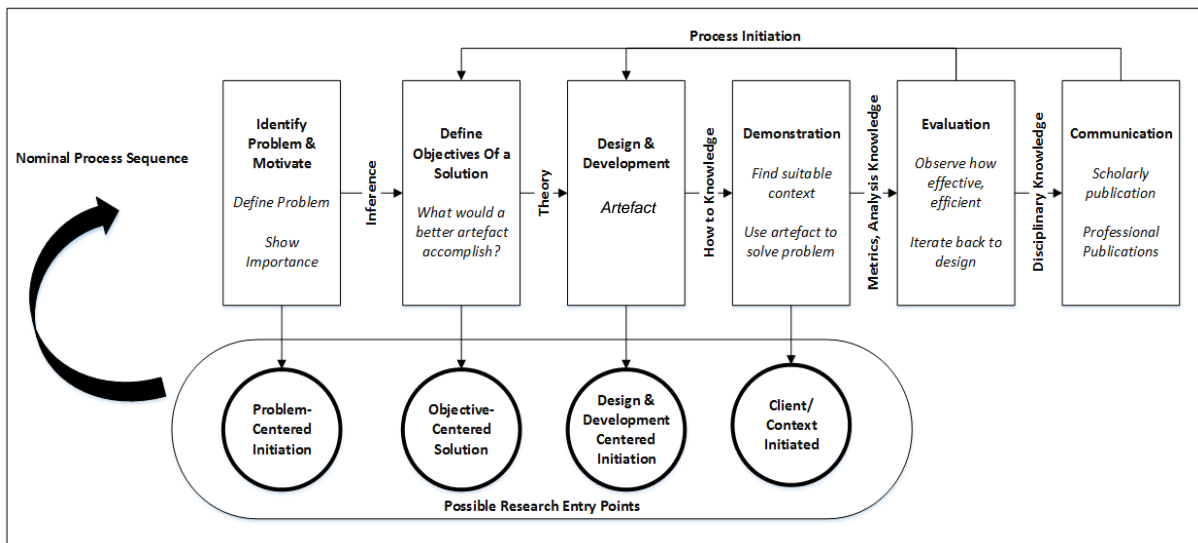 Process Initiation
Nominal Process Sequence
Identify
Problem &
Motivate
Define Problem
Show
Importance
Inference
Define
Objectives Of a
Solution
What would a
better artefact
accomplish?
Theory
Design &
Development
Artefact
How to Knowledge
Demonstration
Find suitable
context
Use artefact to
solve problem
Metrics, Analysis Knowledge
Evaluation
Observe how
effective,
efficient
Iterate back to
design
Disciplinary Knowledge
Communication
Scholarly
publication
Professional
Publications
Problem-
Centered
Initiation
Objective-
Centered
Solution
Design &
Development
Centered
Initiation
Client/
Context
Initiated
Possible Research Entry Points